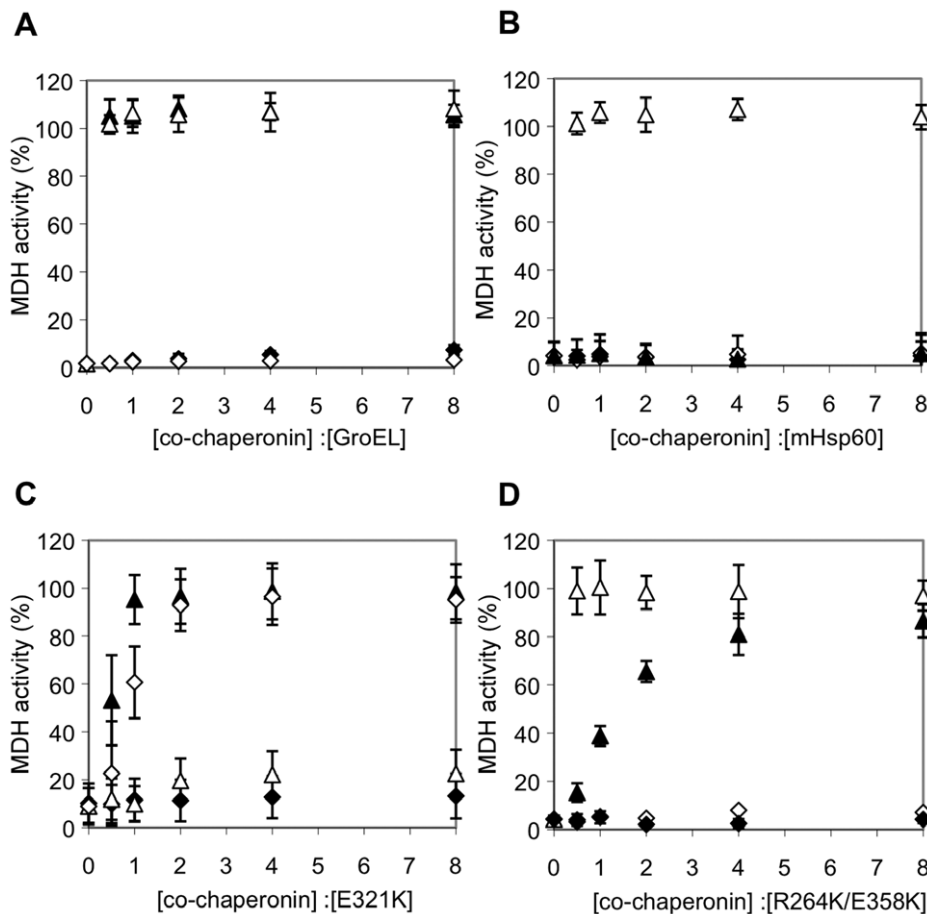 A
MDH activity (%)
120
100
80
60
40
20
0
0 1 2 3 4 5 6 7 8
[co-chaperonin] :[GroEL]
B
MDH activity (%)
120
100
80
60
40
20
0
0 1 2 3 4 5 6 7 8
[co-chaperonin] :[mHsp60]
C
MDH activity (%)
120
100
80
60
40
20
0
0 1 2 3 4 5 6 7 8
[co-chaperonin] :[E321K]
D
MDH activity (%)
120
100
80
60
40
20
0
0 1 2 3 4 5 6 7 8
[co-chaperonin] :[R264K/E358K]